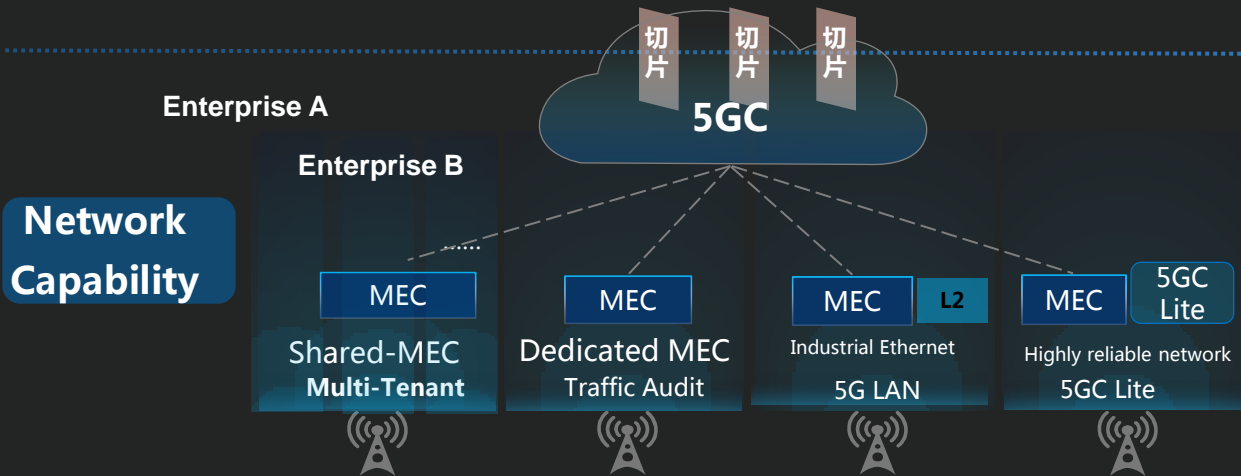 切片
切片
切片
5GC
Enterprise A
Enterprise B
Network
Capability
......
MEC
MEC
MEC
L2
MEC
5GC
Lite
Shared-MEC
Multi-Tenant
Dedicated MEC
Traffic Audit
Industrial Ethernet
5G LAN
Highly reliable network
5GC Lite